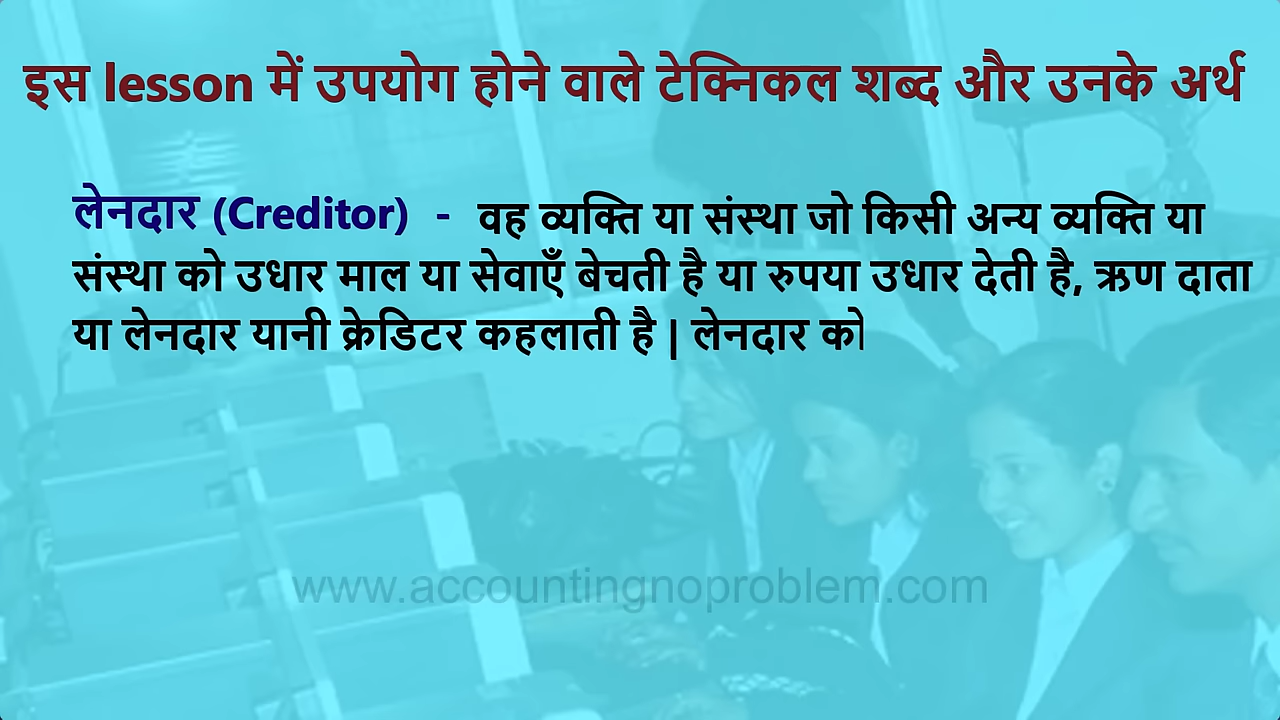 इस lesson में उपयोग होने वाले टेक्निकल शब्द और उनके अर्थ
लेनदार (Creditor) - वह व्यक्ति या संस्था जो किसी अन्य व्यक्ति या
संस्था को उधार माल या सेवाएँ बेचती है या रुपया उधार देती है, ऋण दाता
या लेनदार यानी क्रेडिटर कहलाती है | लेनदार को
www.accountingnoproblem.com